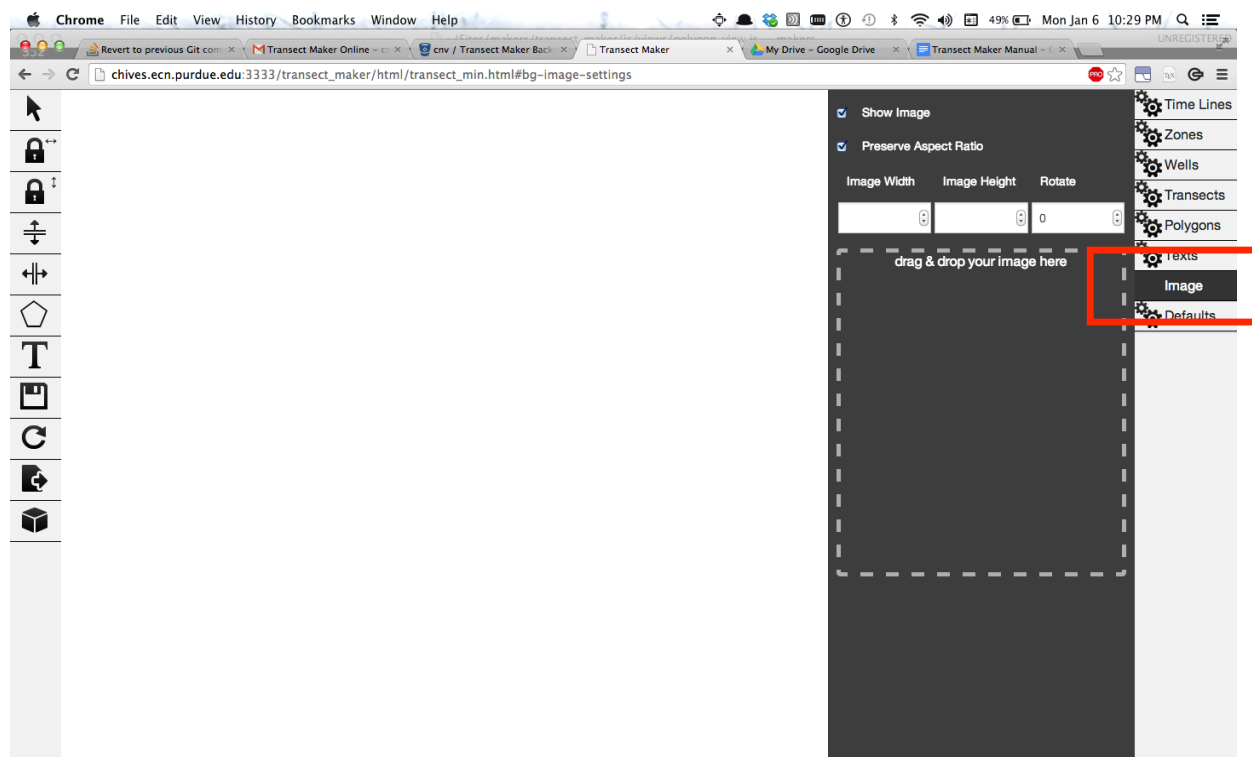 Chrome File Edit View History Bookmarks Window Help 49% Mon Jan 6 10:29 PM
UNREGISTERED
Revert to previous Git com × Transect Maker Online – × cnv / Transect Maker Back × Transect Maker × My Drive – Google Drive × Transect Maker Manual – ×
chives.ecn.purdue.edu:3333/transect_maker/html/transect_min.html#bg-image-settings PRO
Show Image
Preserve Aspect Ratio
Image Width Image Height Rotate
0
drag & drop your image here
T
Time Lines
Zones
Wells
Transects
Polygons
Texts
Image
Defaults